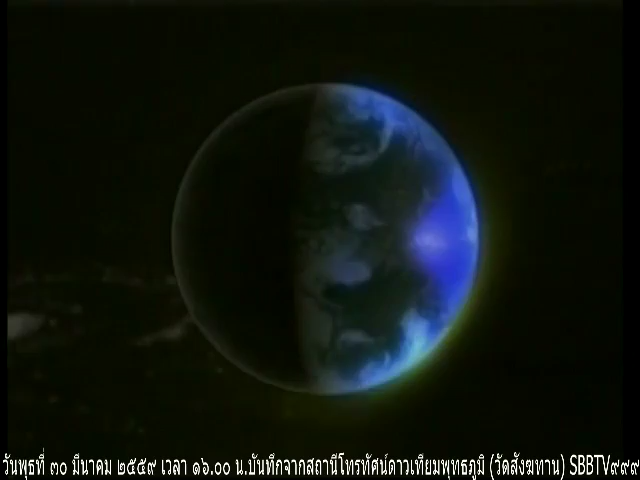 วันพุธที่ ๓๐ มีนาคม ๒๕๕๙ เวลา ๑๖.๐๐ น.บันทึกจากสถานีโทรทัศน์ดาวเทียมพุทธภูมิ (วัดสังฆทาน) SBBTV๙๙๙